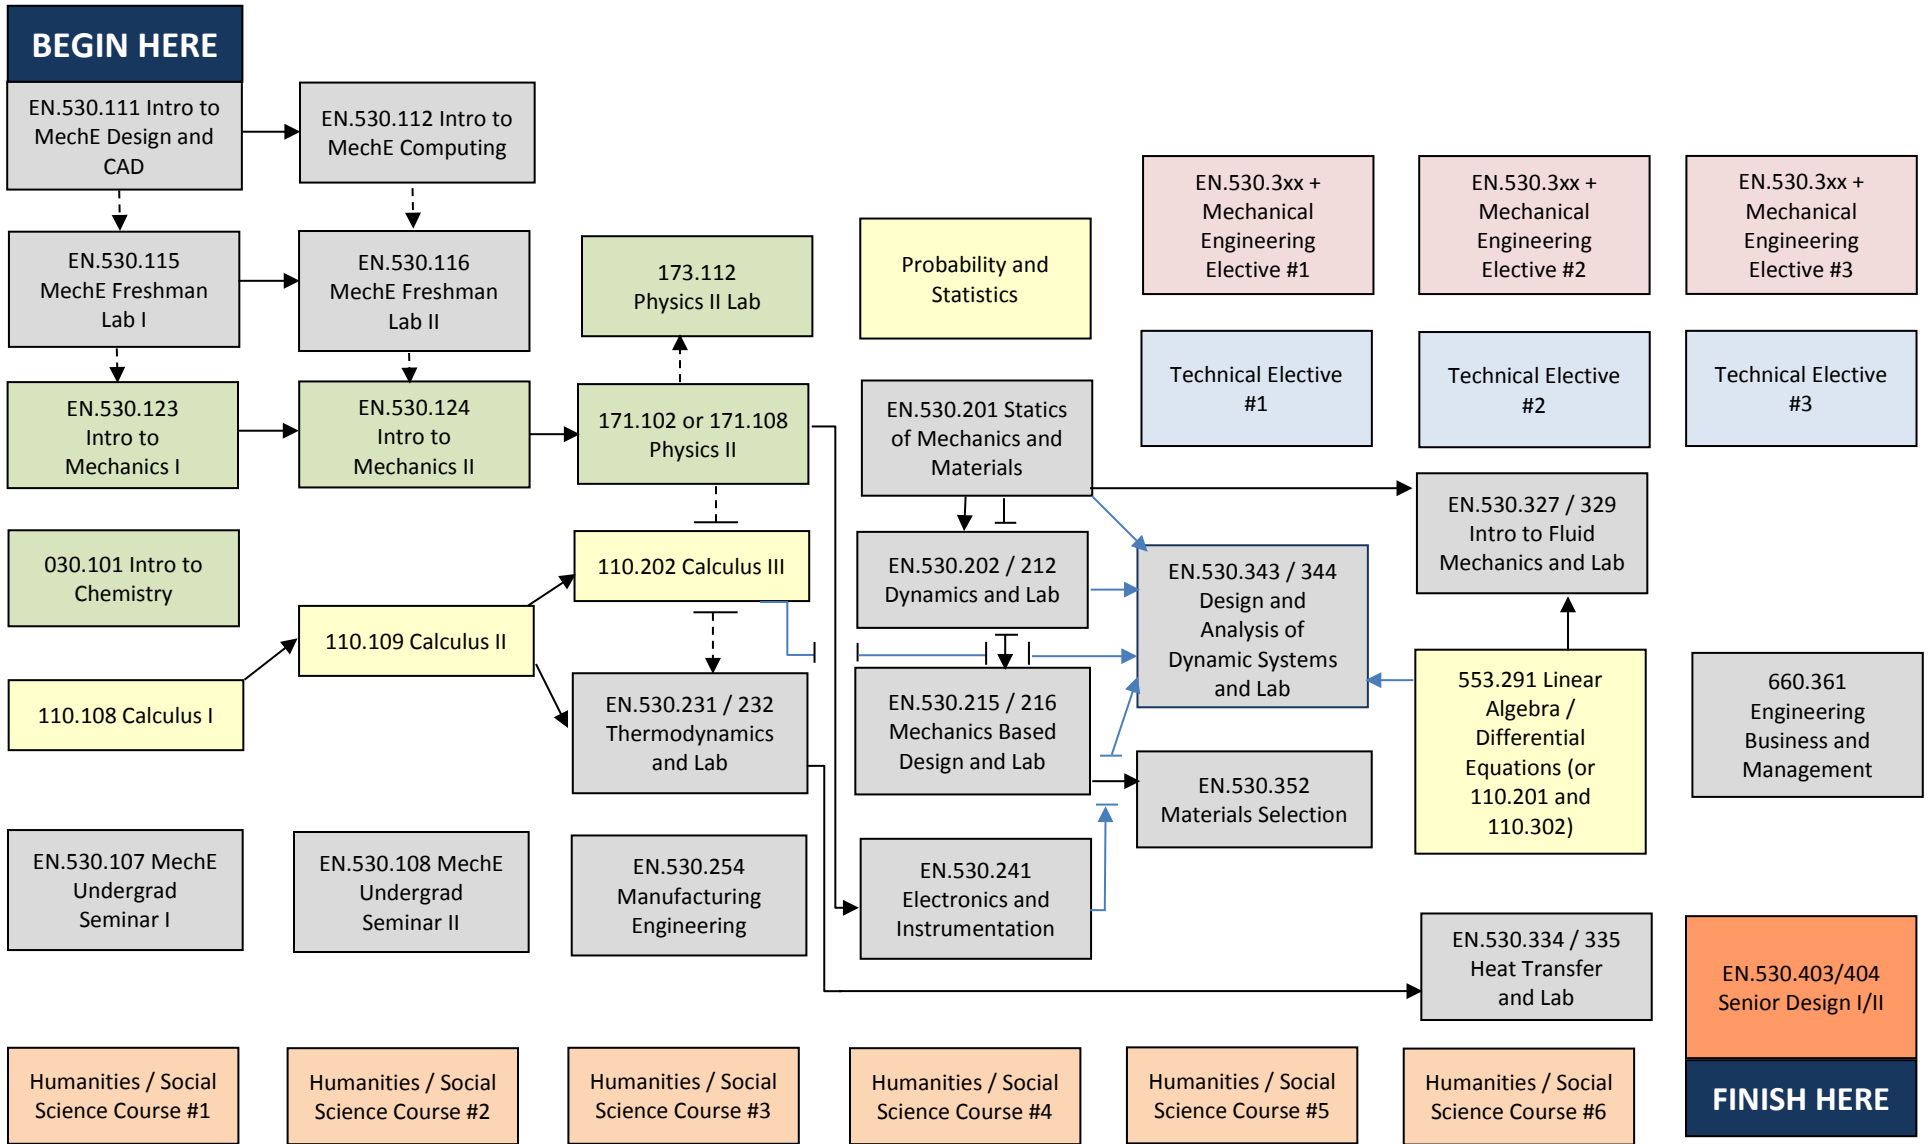 BEGIN HERE
EN.530.111 Intro to
MechE Design and
CAD
EN.530.112 Intro to
MechE Computing
EN.530.115
MechE Freshman
Lab I
EN.530.116
MechE Freshman
Lab II
173.112
Physics II Lab
Probability and
Statistics
EN.530.3xx +
Mechanical
Engineering
Elective #1
EN.530.3xx +
Mechanical
Engineering
Elective #2
EN.530.3xx +
Mechanical
Engineering
Elective #3
EN.530.123
Intro to
Mechanics I
EN.530.124
Intro to
Mechanics II
171.102 or 171.108
Physics II
EN.530.201 Statics
of Mechanics and
Materials
Technical Elective
#1
Technical Elective
#2
Technical Elective
#3
030.101 Intro to
Chemistry
110.202 Calculus III
EN.530.202 / 212
Dynamics and Lab
EN.530.343 / 344
Design and
Analysis of
Dynamic Systems
and Lab
EN.530.327 / 329
Intro to Fluid
Mechanics and Lab
110.108 Calculus I
110.109 Calculus II
EN.530.231 / 232
Thermodynamics
and Lab
EN.530.215 / 216
Mechanics Based
Design and Lab
EN.530.352
Materials Selection
553.291 Linear
Algebra /
Differential
Equations (or
110.201 and
110.302)
660.361
Engineering
Business and
Management
EN.530.107 MechE
Undergrad
Seminar I
EN.530.108 MechE
Undergrad
Seminar II
EN.530.254
Manufacturing
Engineering
EN.530.241
Electronics and
Instrumentation
EN.530.334 / 335
Heat Transfer
and Lab
EN.530.403/404
Senior Design I/II
Humanities / Social
Science Course #1
Humanities / Social
Science Course #2
Humanities / Social
Science Course #3
Humanities / Social
Science Course #4
Humanities / Social
Science Course #5
Humanities / Social
Science Course #6
FINISH HERE